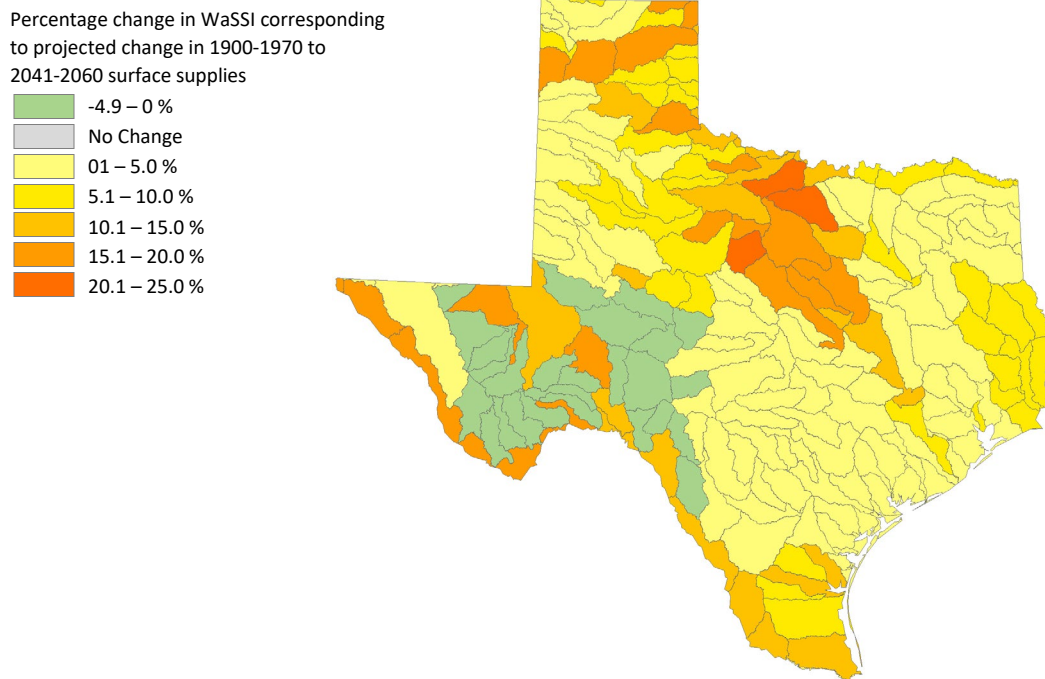 Percentage change in WaSSI corresponding
to projected change in 1900-1970 to
2041-2060 surface supplies
-4.9 – 0 %
No Change
01 – 5.0 %
5.1 – 10.0 %
10.1 – 15.0 %
15.1 – 20.0 %
20.1 – 25.0 %